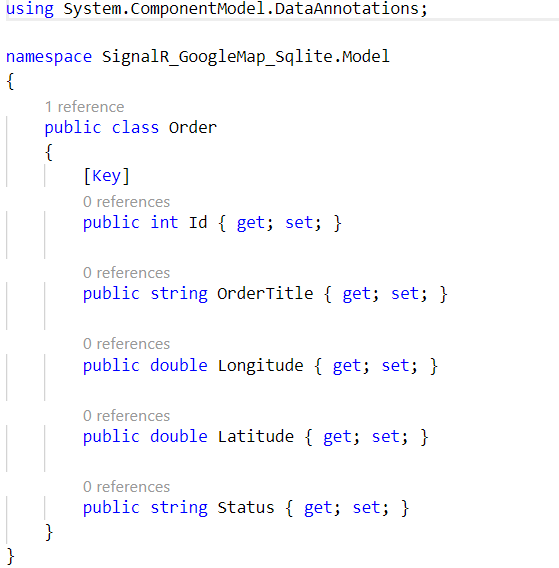 using System.ComponentModel.DataAnnotations;
namespace SignalR_GoogleMap_Sqlite.Model
{
1 reference
public class Order
{
[Key]
0 references
public int Id { get; set; }
0 references
public string OrderTitle { get; set; }
0 references
public double Longitude { get; set; }
0 references
public double Latitude { get; set; }
0 references
public string Status { get; set; }
}
}